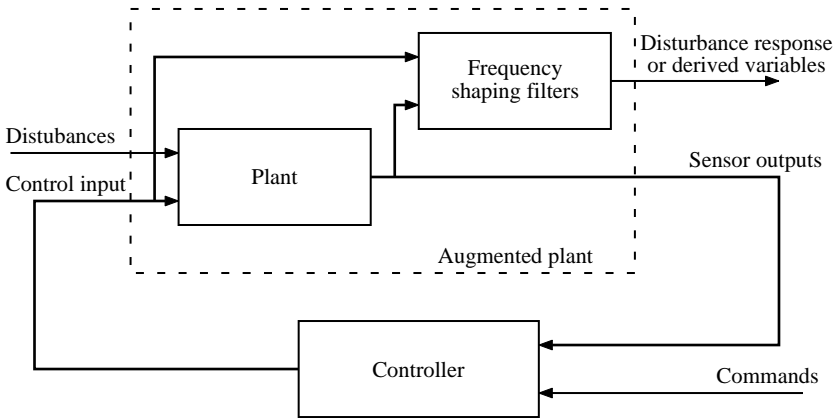 Disturbance response
or derived variables
Frequency
shaping filters
Distubances
Plant
Sensor outputs
Control input
Augmented plant
Controller
Commands